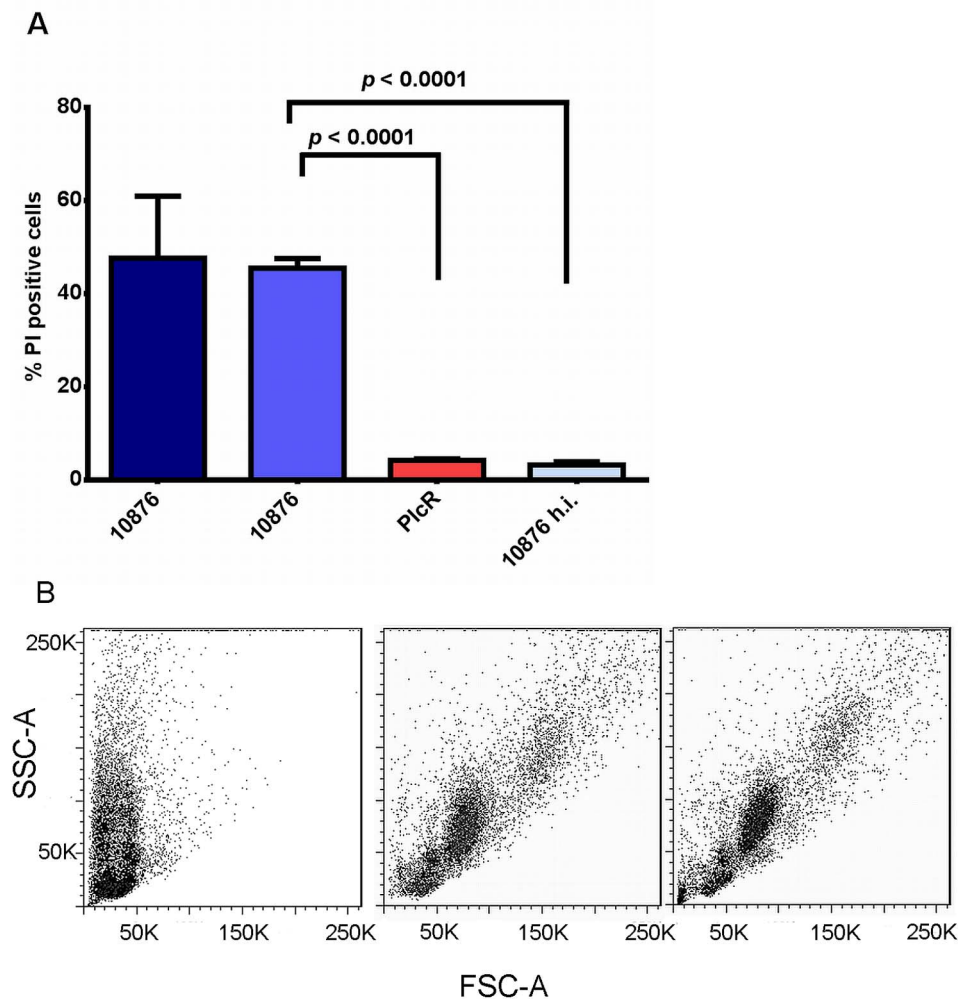 A
p < 0.0001
p < 0.0001
80
60
40
20
0
% PI positive cells
10876
10876
PlcR
10876 h.i.
B
250K
50K
SSC-A
50K 150K 250K
50K 150K 250K
50K 150K 250K
FSC-A